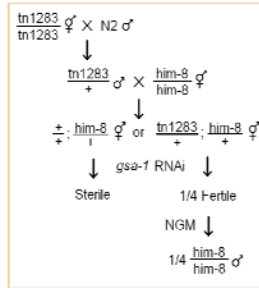 tn1283 ⚥ X N2 ♂
tn1283
tn1283 ♂ X him-8 ⚥
+ him-8
+ ; him-8 ⚥ or tn1283 ; him-8 ⚥
+ + +
gsa-1 RNAi
Sterile 1/4 Fertile
NGM
1/4 him-8 ♂
him-8